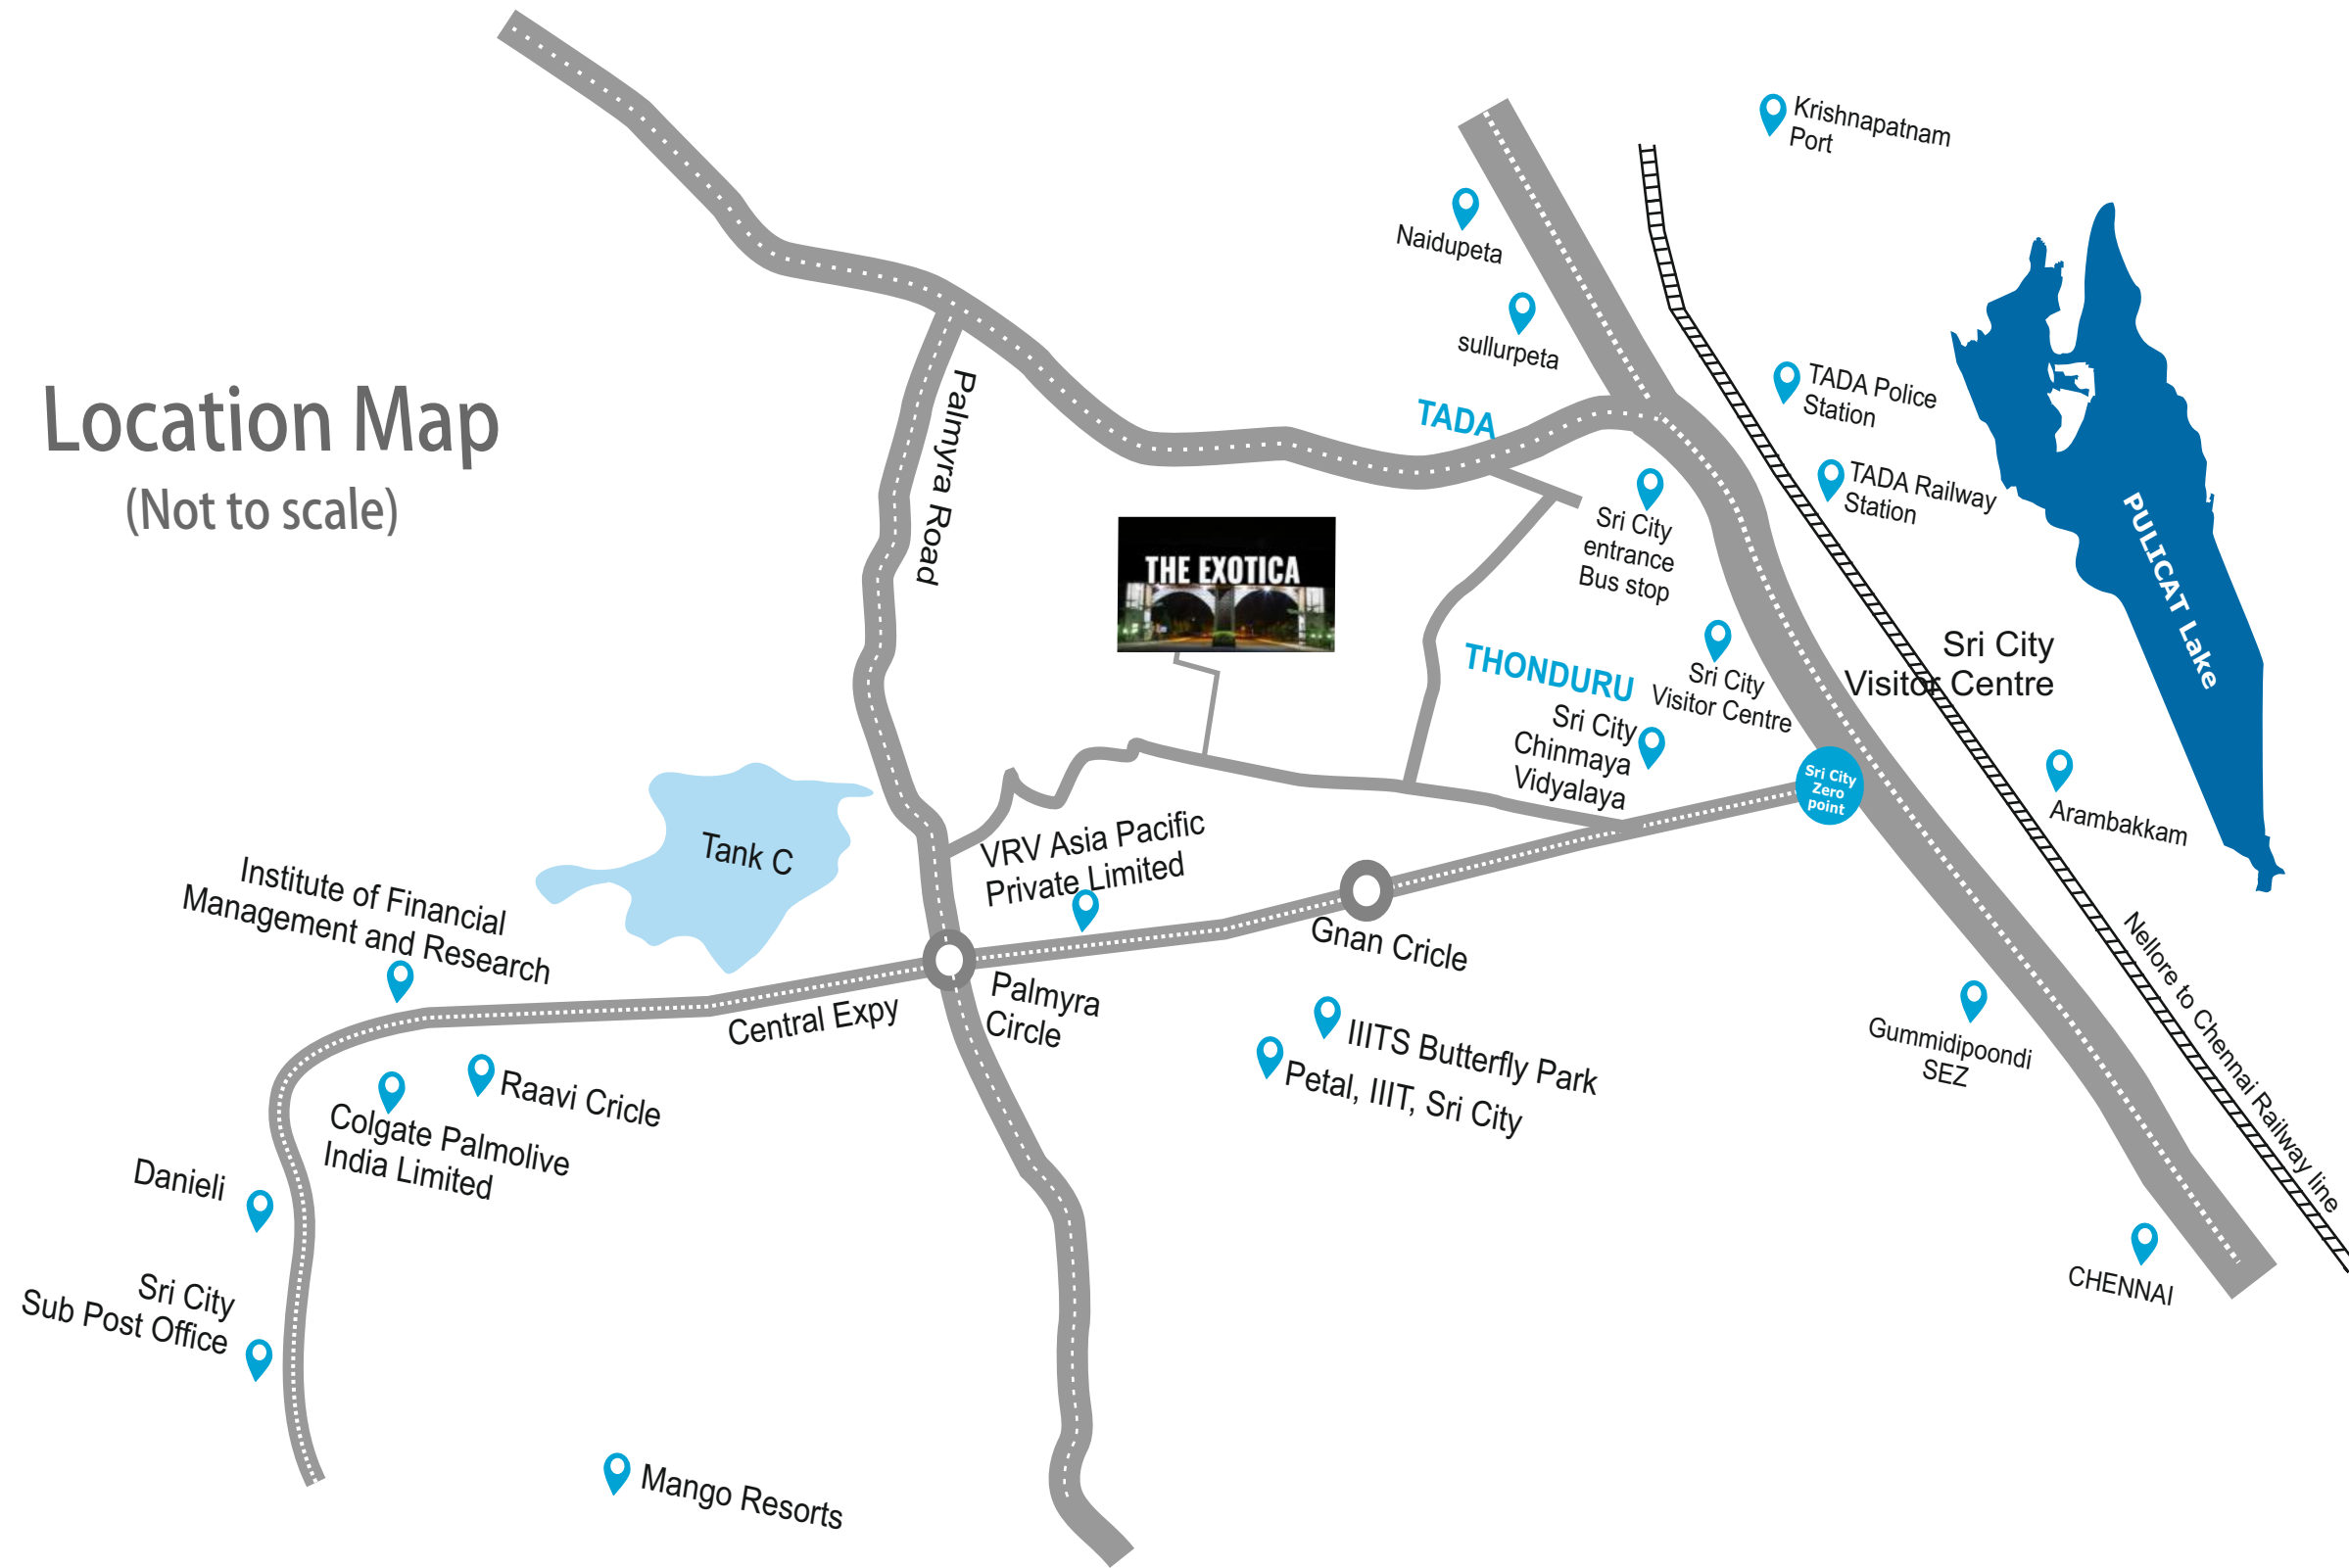 Krishnapatnam
Port
Naidupeta
sullurpeta
TADA Police
Station
TADA
Location Map
(Not to scale)
Palmyra Road
TADA Railway
Station
Sri City
entrance
Bus stop
THE EXOTICA
PULICAT Lake
Sri City
Visitor Centre
THONDURU
Sri City
Visitor Centre
Sri City
Chinmaya
Vidyalaya
Sri City
Zero
point
Arambakkam
VRV Asia Pacific
Private Limited
Tank C
Institute of Financial
Management and Research
Gnan Cricle
Nellore to Chennai Railway line
Palmyra
Circle
Central Expy
IIITS Butterfly Park
Petal, IIIT, Sri City
Gummidipoondi
SEZ
Raavi Cricle
Colgate Palmolive
India Limited
Danieli
Sri City
Sub Post Office
CHENNAI
Mango Resorts